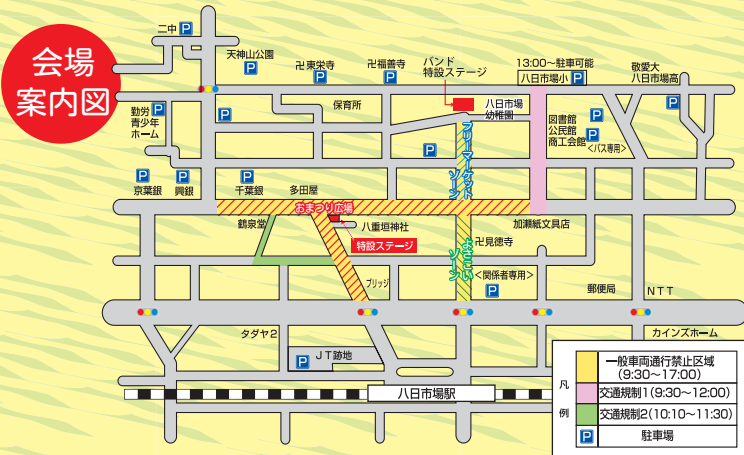 会場
案内図
二中 P
天神山公園
P
卍東栄寺
P
卍福善寺
P
バンド
特設ステージ
13:00～駐車可能
八日市場小 P
敬愛大
八日市場高
P
勤労 P
青少年
ホーム
P
保育所
八日市場
幼稚園
図書館
公民館
商工会館
P
P
＜バス専用＞
フリーマーケット
ゾーン
P
P
京葉銀
P
興銀
P
千葉銀
多田屋
おまつり広場
鶴泉堂
八重垣神社
特設ステージ
加瀬紙文具店
よさこい
ゾーン
卍見徳寺
＜関係者専用＞
P
ブリッジ
郵便局
NTT
タダヤ2
カインズホーム
P
JT跡地
八日市場駅
凡
例
一般車両通行禁止区域
(9:30～17:00)
交通規制1(9:30～12:00)
交通規制2(10:10～11:30)
P 駐車場